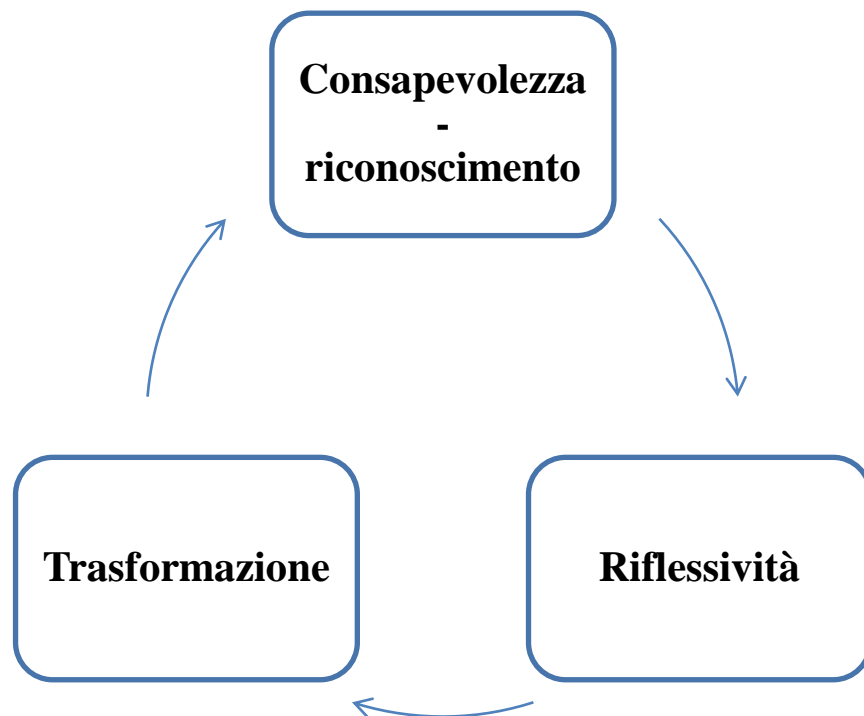 Consapevolezza
-
riconoscimento
Trasformazione
Riflessività